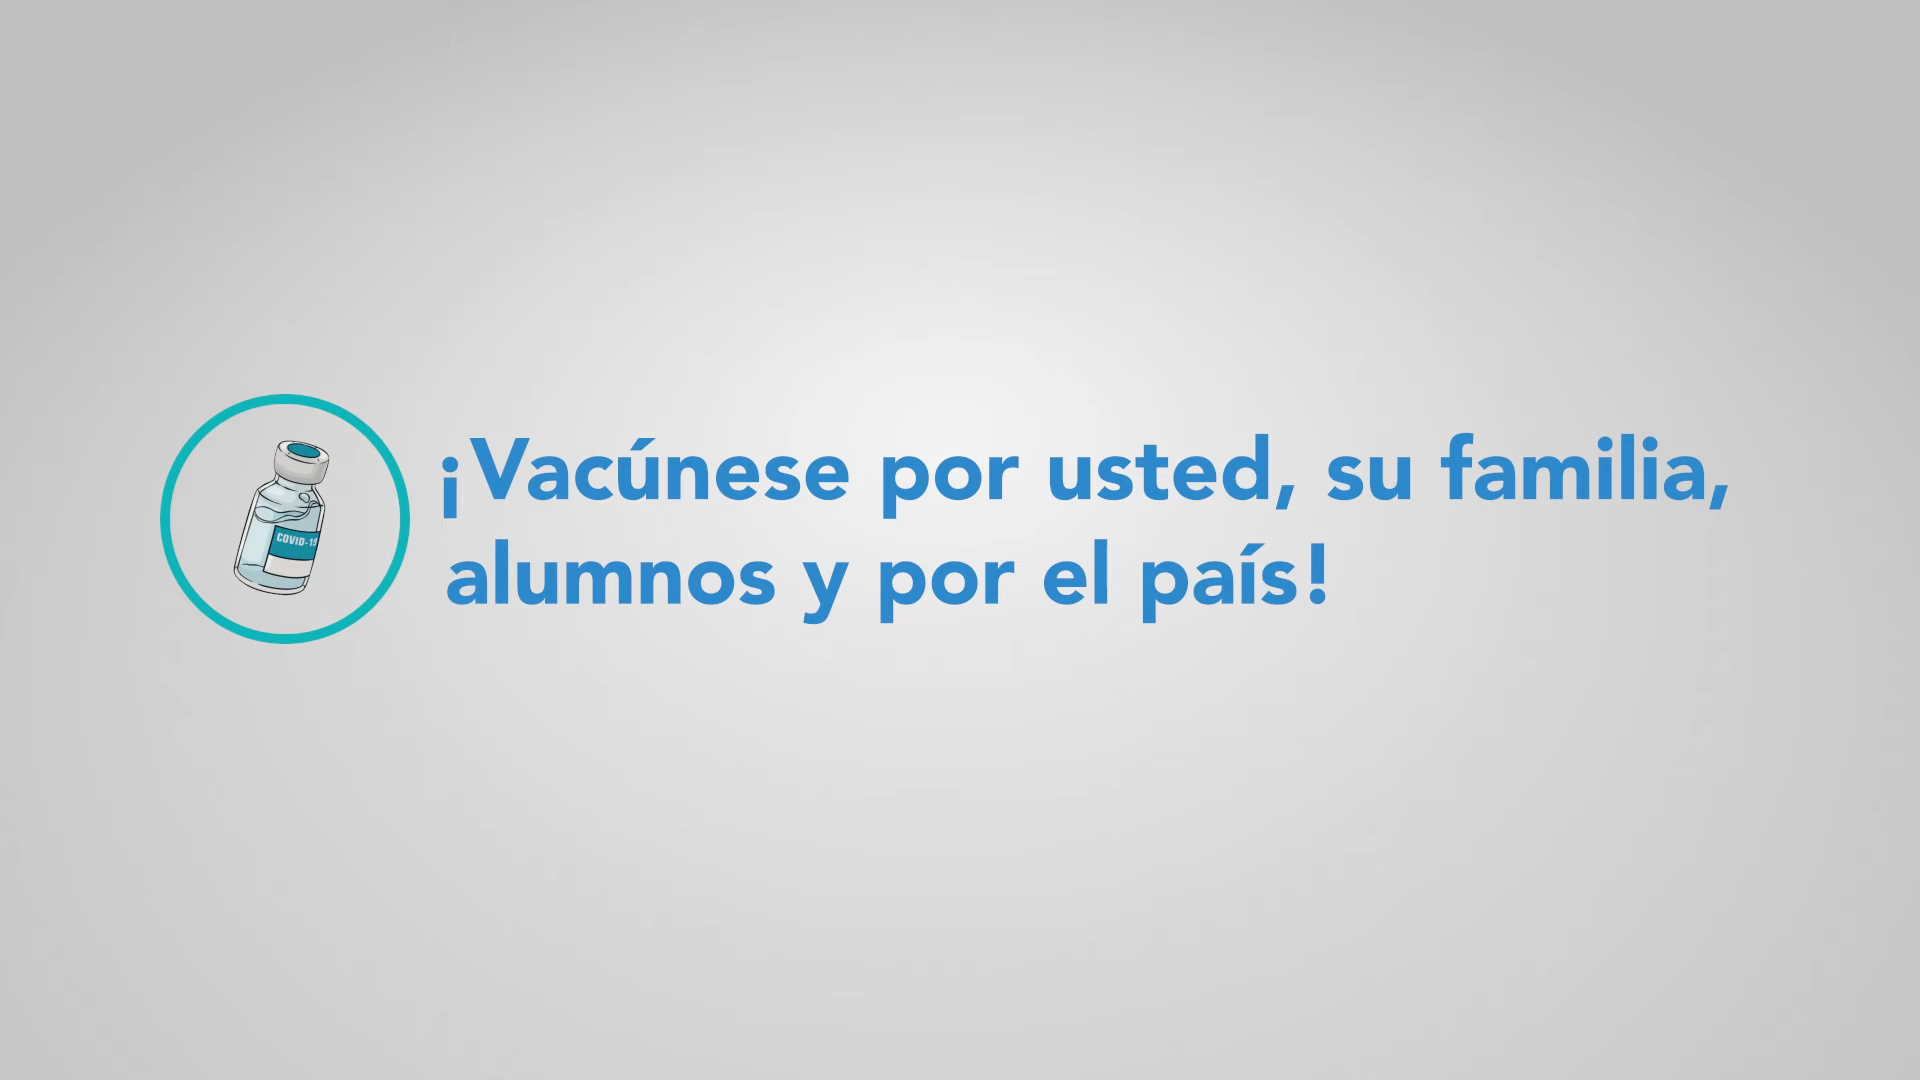 ¡Vacúnese por usted, su familia,
alumnos y por el país!
COVID-19